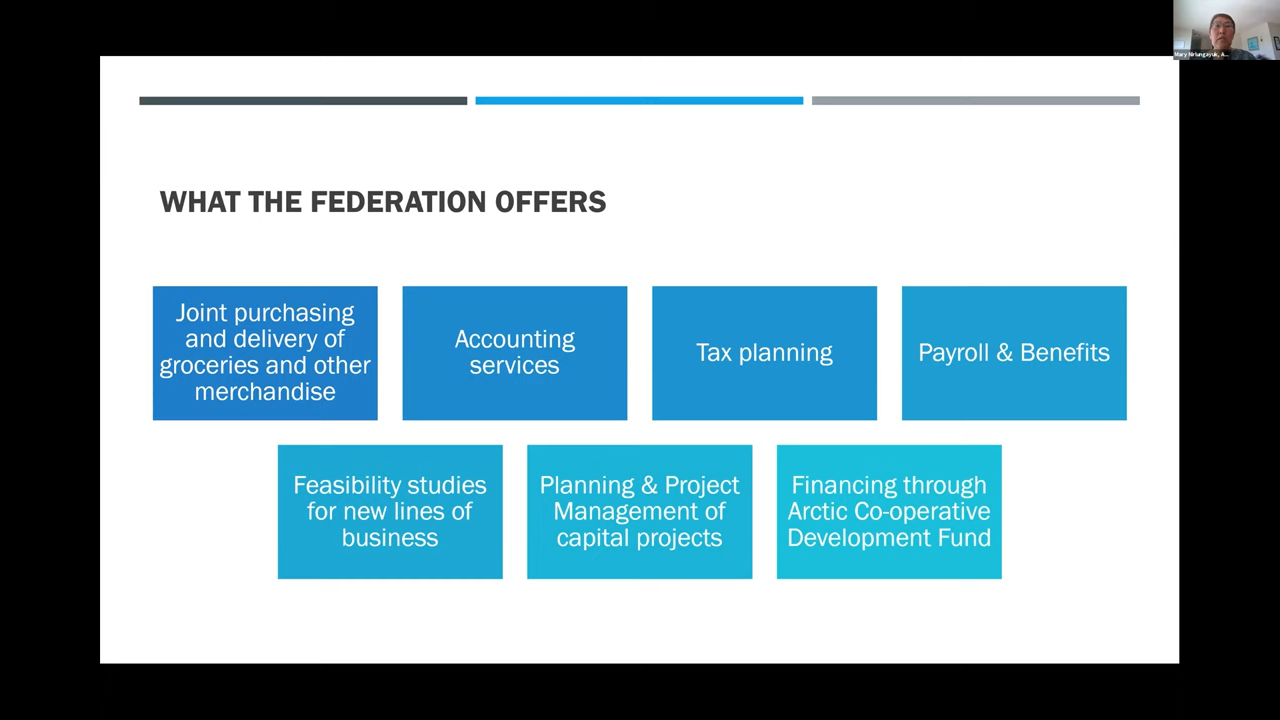 Mary Nirlungayuk, A...
WHAT THE FEDERATION OFFERS
Joint purchasing
and delivery of
groceries and other
merchandise
Accounting
services
Tax planning
Payroll & Benefits
Feasibility studies
for new lines of
business
Planning & Project
Management of
capital projects
Financing through
Arctic Co-operative
Development Fund